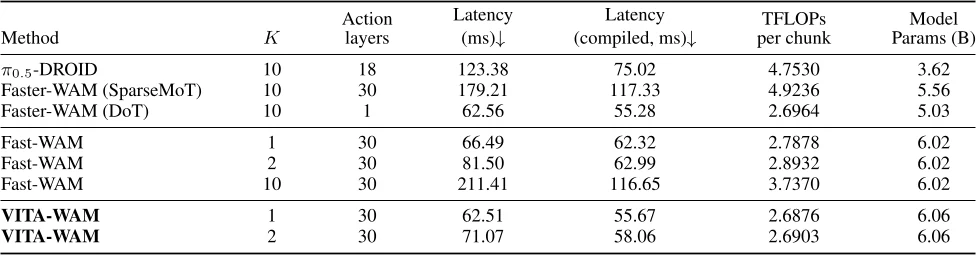 Method K Action layers Latency (ms)↓ Latency (compiled, ms)↓ TFLOPs per chunk Model Params (B)
π0.5-DROID 10 18 123.38 75.02 4.7530 3.62
Faster-WAM (SparseMoT) 10 30 179.21 117.33 4.9236 5.56
Faster-WAM (DoT) 10 1 62.56 55.28 2.6964 5.03
Fast-WAM 1 30 66.49 62.32 2.7878 6.02
Fast-WAM 2 30 81.50 62.99 2.8932 6.02
Fast-WAM 10 30 211.41 116.65 3.7370 6.02
VITA-WAM 1 30 62.51 55.67 2.6876 6.06
VITA-WAM 2 30 71.07 58.06 2.6903 6.06